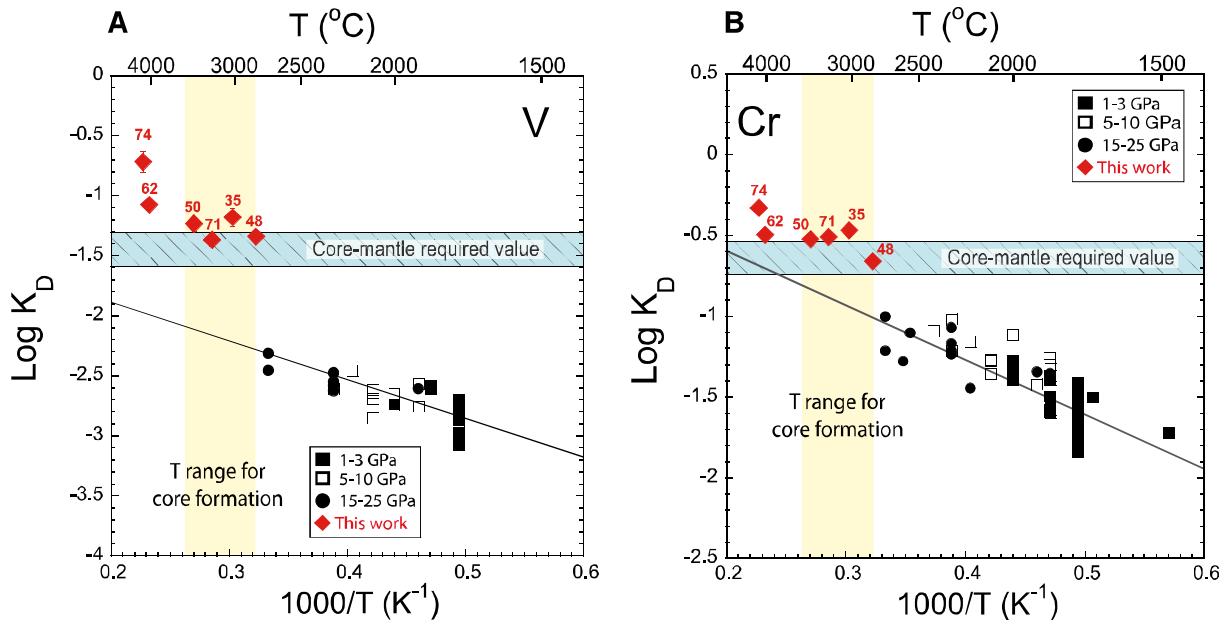 A
T (°C)
4000 3000 2500 2000 1500
0
-0.5
-1
-1.5
-2
-2.5
-3
-3.5
-4
Log K_D
V
74
62
50
71
35
48
Core-mantle required value
T range for
core formation
1-3 GPa
5-10 GPa
15-25 GPa
This work
0.2 0.3 0.4 0.5 0.6
1000/T (K⁻¹)
B
T (°C)
4000 3000 2500 2000 1500
0.5
0
-0.5
-1
-1.5
-2
-2.5
Log K_D
Cr
1-3 GPa
5-10 GPa
15-25 GPa
This work
74
62
50
71
35
48
Core-mantle required value
T range for
core formation
0.2 0.3 0.4 0.5 0.6
1000/T (K⁻¹)